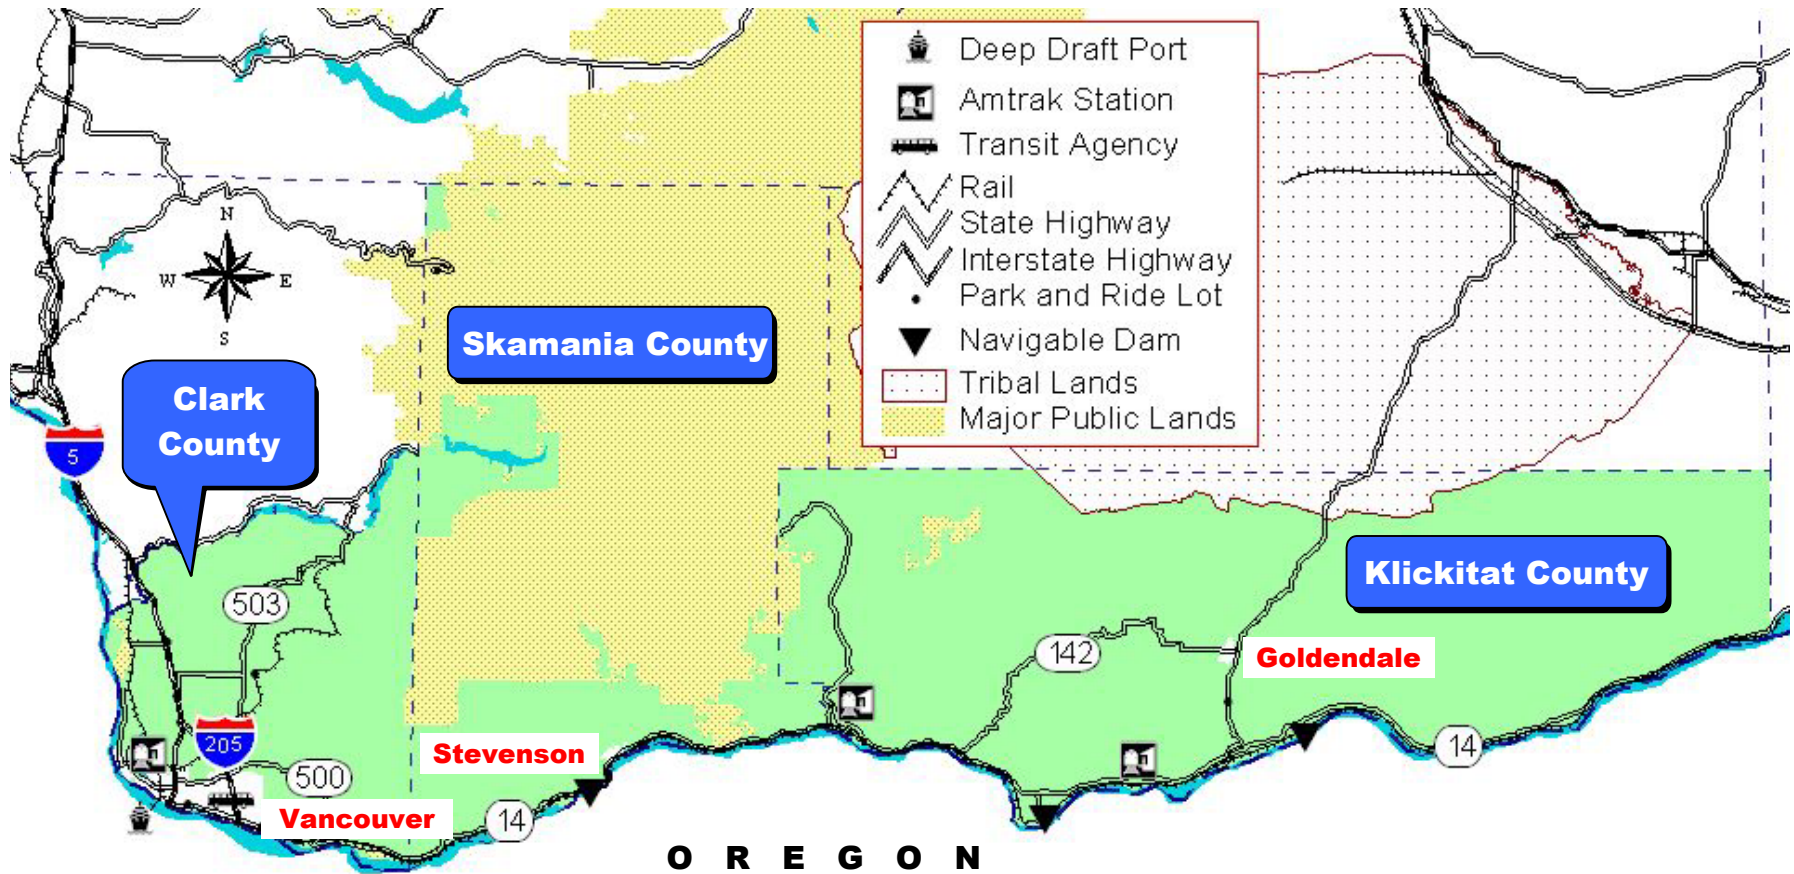 Deep Draft Port
Amtrak Station
Transit Agency
Rail
State Highway
Interstate Highway
Park and Ride Lot
Navigable Dam
Tribal Lands
Major Public Lands
N
W E
S
Skamania County
Clark
County
5
Klickitat County
503
142
Goldendale
205
Stevenson
14
500
Vancouver
14
OREGON